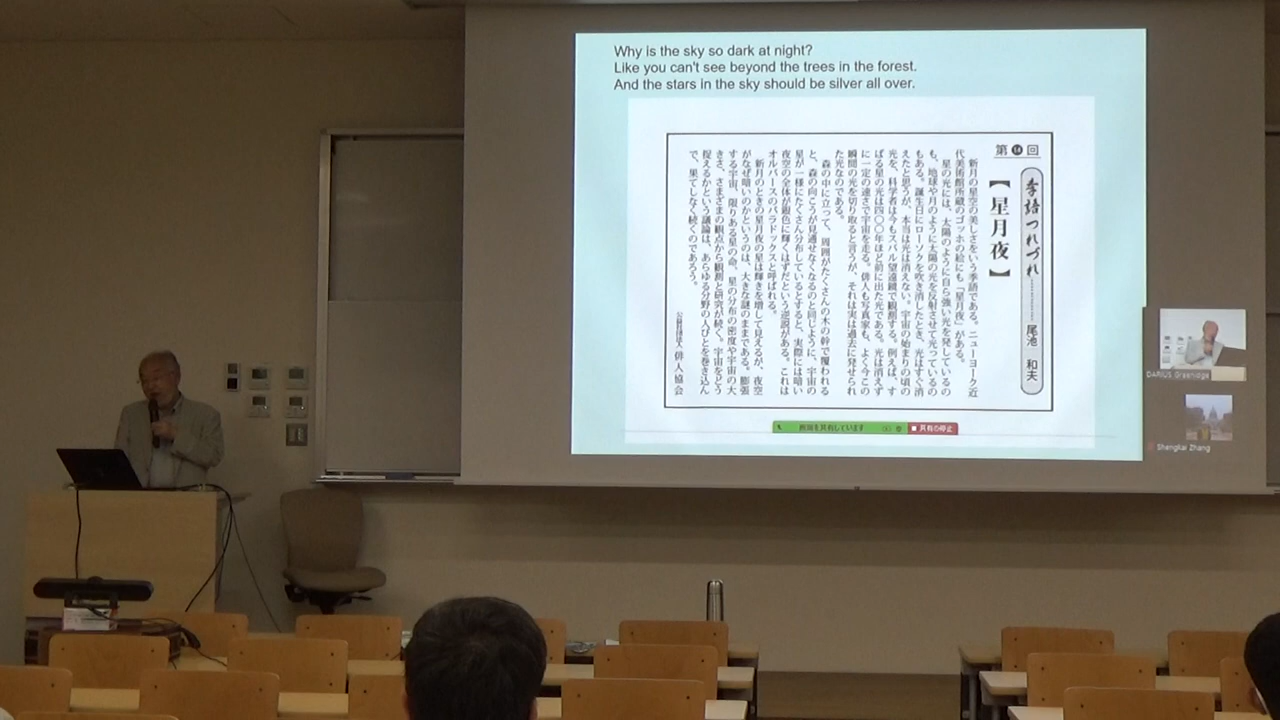 Why is the sky so dark at night?
Like you can't see beyond the trees in the forest.
And the stars in the sky should be silver all over.
第⓮回
季語つれづれ………尾池 和夫
【星月夜】
新月の星空の美しさをいう季語である。ニューヨーク近
代美術館所蔵のゴッホの絵にも「星月夜」がある。
星の光には、太陽のように自ら強い光を発しているの
も、地球や月のように太陽の光を反射させて光っているの
もある。誕生日にローソクを吹き消したとき、光はすぐ消
えたと思うが、本当は光は消えない。宇宙の始まりの頃の
光を、科学者は今もスバル望遠鏡で観測する。例えば、す
ばる星の光は四〇〇年ほど前に出た光である。光は消えず
に一定の速さで宇宙を走る。俳人も写真家も、よく今この
瞬間の光を切り取ると言うが、それは実は過去に発せられ
た光なのである。
森の中に立って、周囲がたくさんの木の幹で覆われる
と、森の向こうが見通せなくなるのと同じように、宇宙の
星が一様にたくさん分布しているとすると、実際には暗い
夜空の全体が銀色に輝くはずだという逆説がある。これは
オルバースのパラドックスと呼ばれる。
新月のときの星月夜の星は輝きを増して見えるが、夜空
がなぜ暗いのかというのは、大きな謎のままである。膨張
する宇宙、限りある星の命、星の分布の密度や宇宙の大
きさ、さまざまの観点から観測と研究が続く。宇宙をどう
捉えるかという議論は、あらゆる分野の人びとを巻き込ん
で、果てしなく続くのであろう。
公益社団法人 俳人協会
画面を共有しています
共有の停止
DARIUS Greenidge
Shengkai Zhang